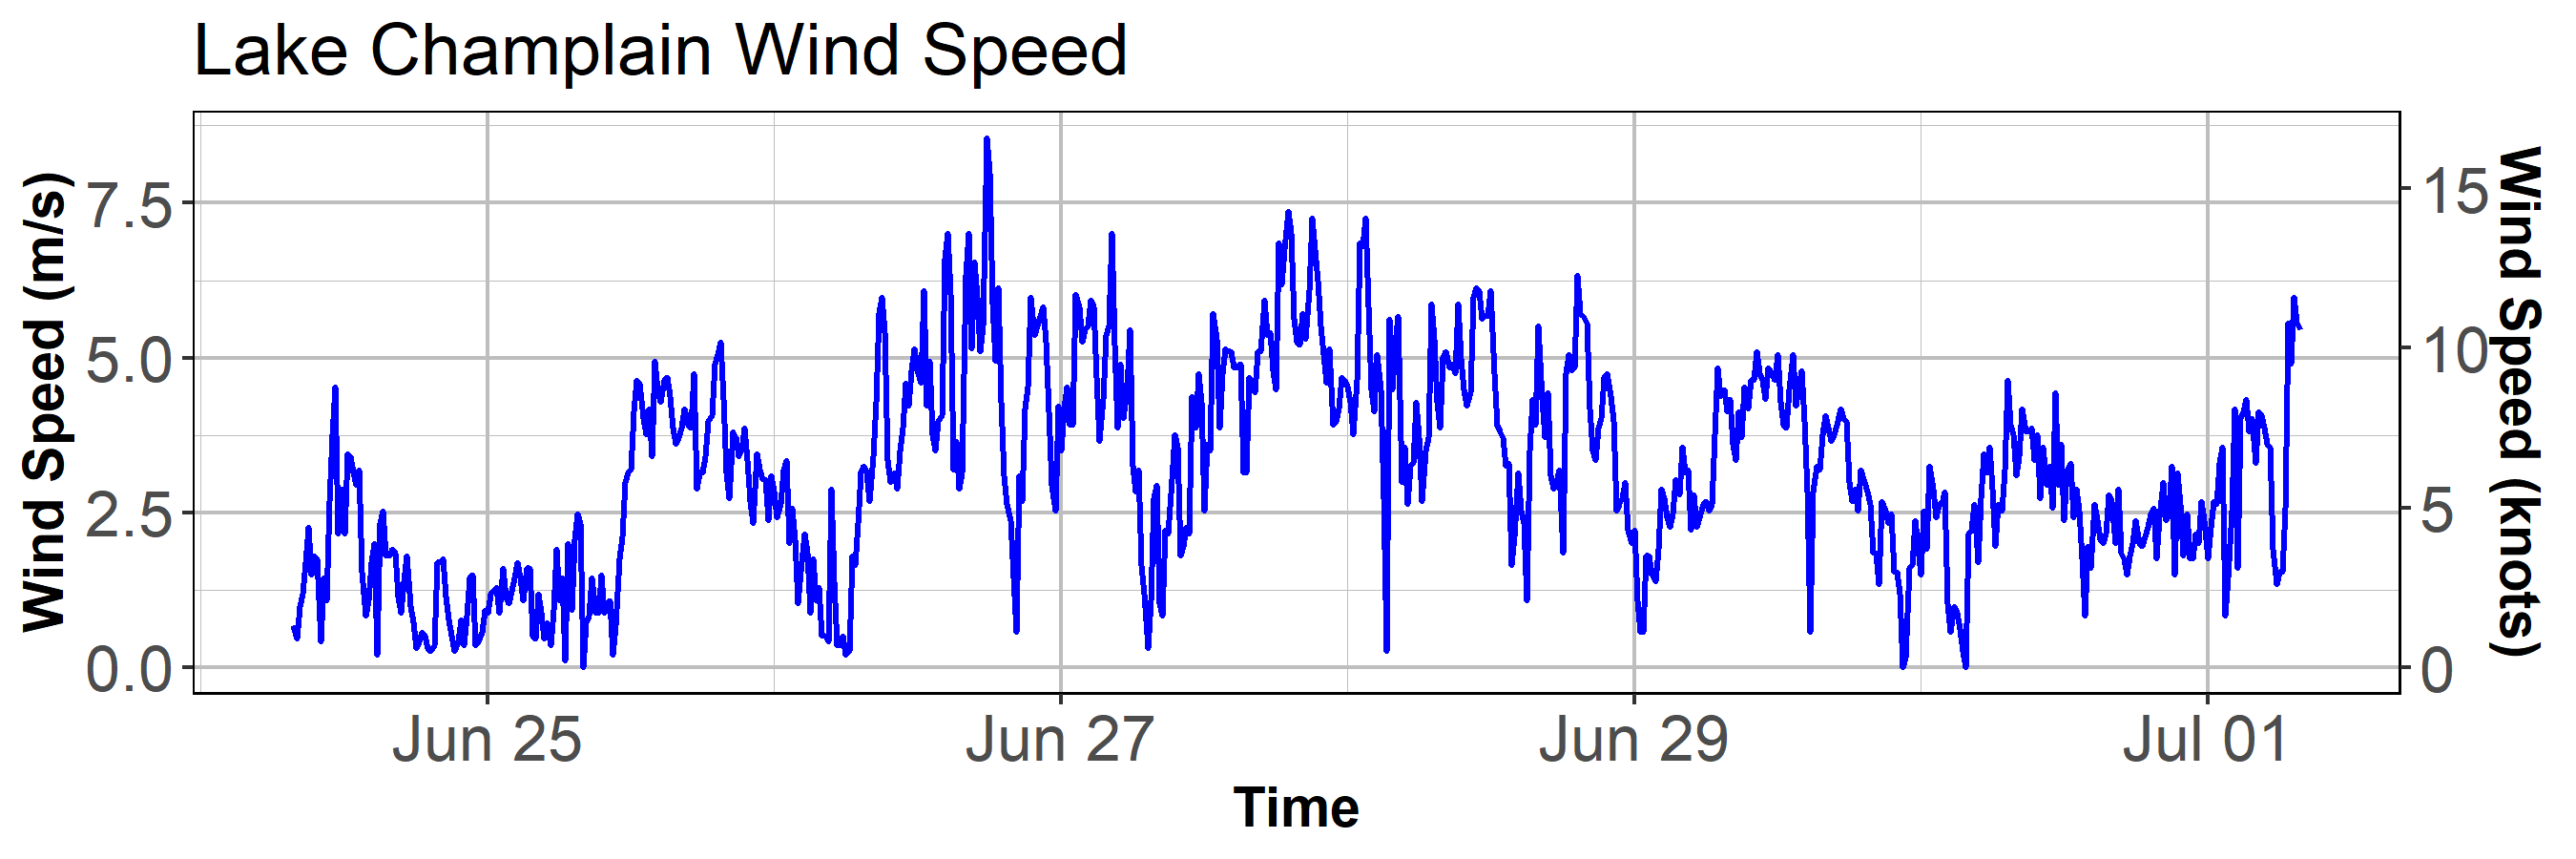 Lake Champlain Wind Speed
Wind Speed (m/s)
7.5
5.0
2.5
0.0
15
10
5
0
Wind Speed (knots)
Jun 25
Jun 27
Jun 29
Jul 01
Time